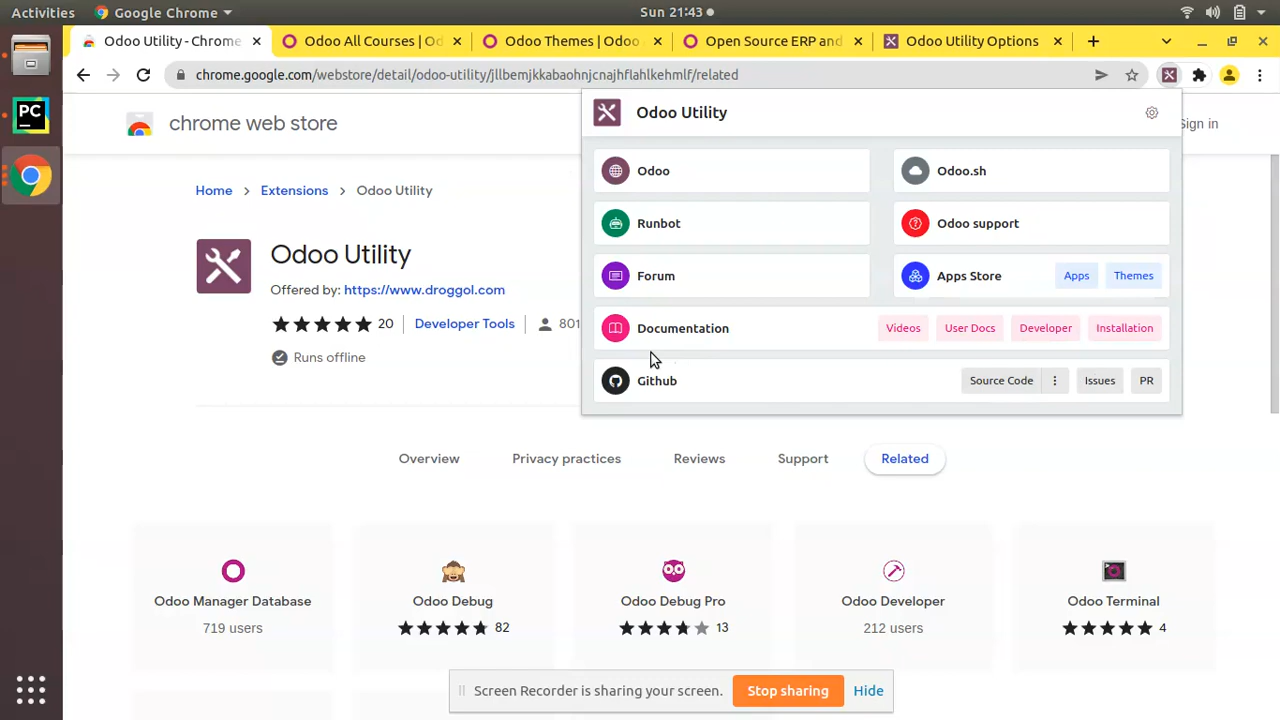 Activities Google Chrome Sun 21:43
Odoo Utility - Chrome Odoo All Courses | Od Odoo Themes | Odoo Open Source ERP and Odoo Utility Options
chrome.google.com/webstore/detail/odoo-utility/jllbemjkkabaohnjcnajhflahlkehmlf/related
chrome web store
Sign in
Home > Extensions > Odoo Utility
Odoo Utility
Offered by: https://www.droggol.com
20 Developer Tools 801
Runs offline
Odoo Utility
Odoo Odoo.sh
Runbot Odoo support
Forum Apps Store Apps Themes
Documentation Videos User Docs Developer Installation
Github Source Code Issues PR
Overview Privacy practices Reviews Support Related
Odoo Manager Database Odoo Debug Odoo Debug Pro Odoo Developer Odoo Terminal
719 users 82 13 212 users 4
Screen Recorder is sharing your screen. Stop sharing Hide
PC